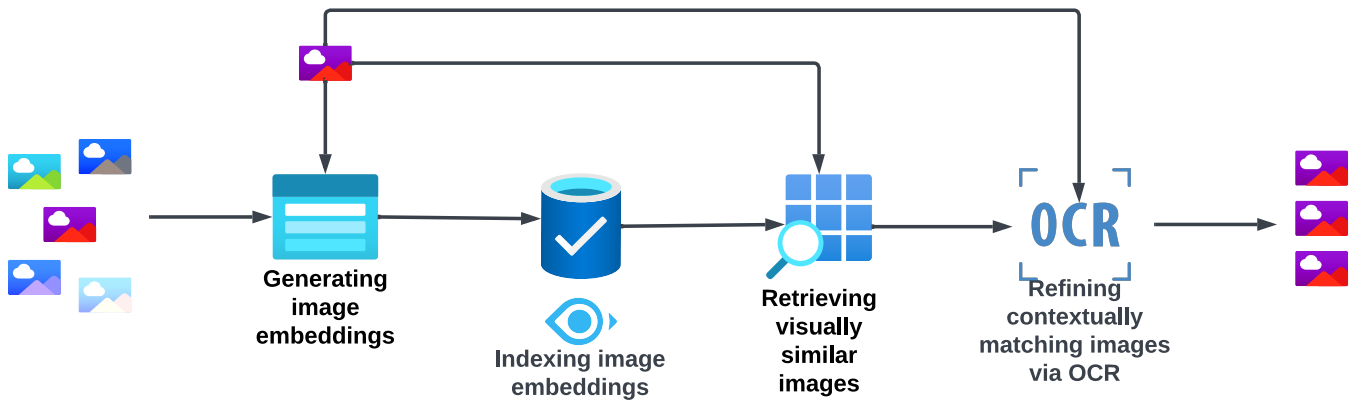 Generating
image
embeddings
Indexing image
embeddings
Retrieving
visually
similar
images
OCR
Refining
contextually
matching images
via OCR